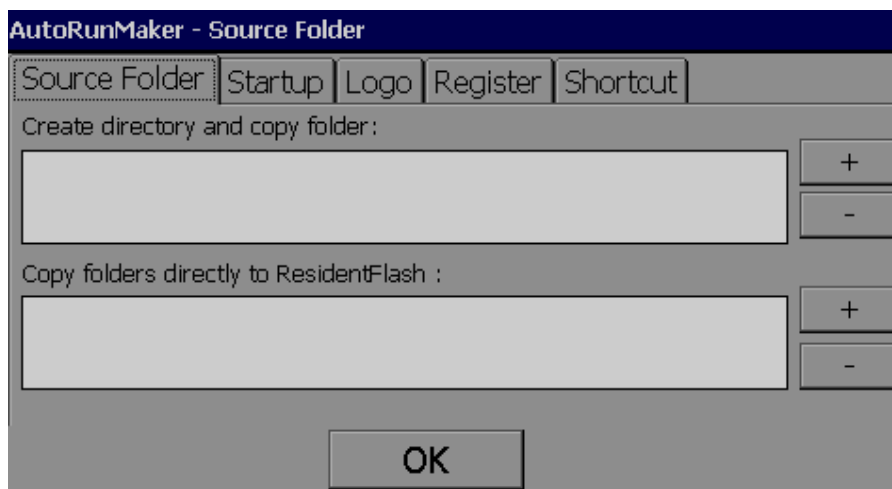 AutoRunMaker - Source Folder
Source Folder Startup Logo Register Shortcut
Create directory and copy folder:
+
-
Copy folders directly to ResidentFlash :
+
-
OK